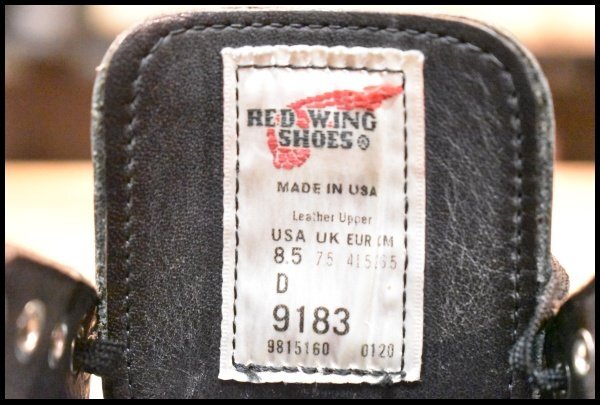 RED WING
SHOES®
MADE IN USA
Leather Upper
USA UK EUR CM
8.5 7.5 41.5 26.5
D
9183
9815160 0120